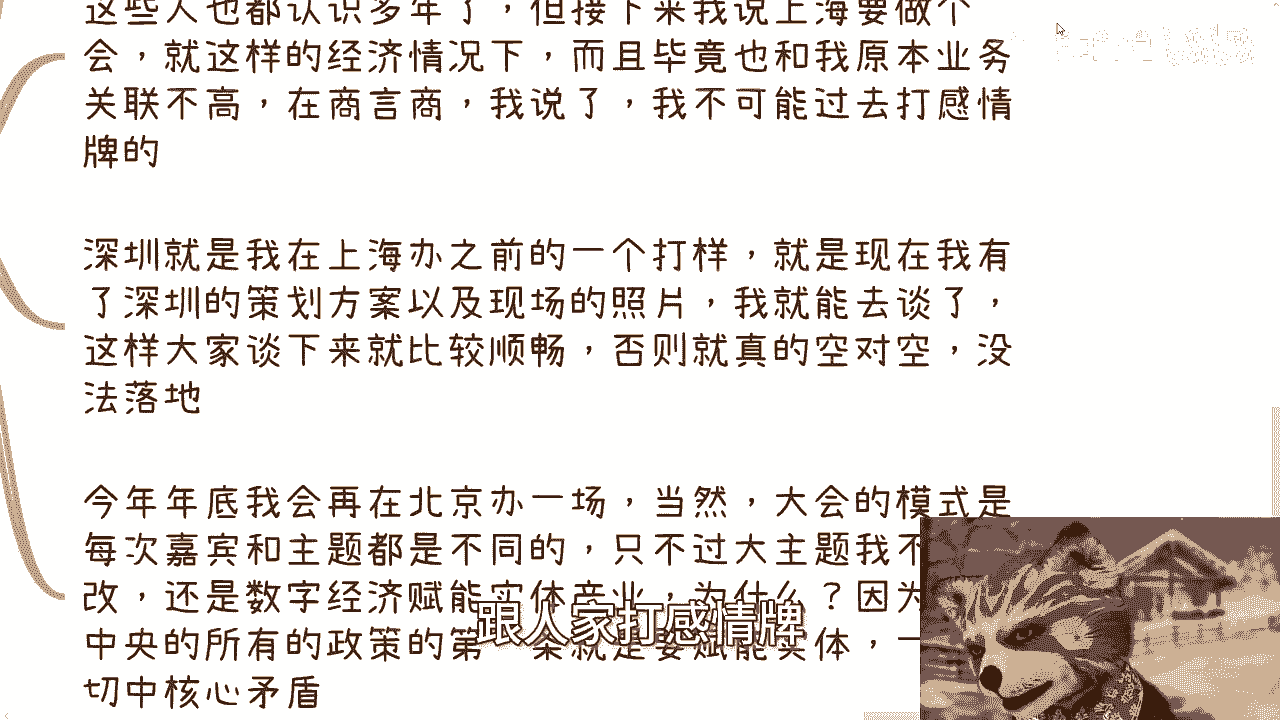 这些人也都认识多年了，但接下来我说上海要做个
会，就这样的经济情况下，而且毕竟也和我原本业务
关联不高，在商言商，我说了，我不可能过去打感情
牌的
深圳就是我在上海办之前的一个打样，就是现在我有
了深圳的策划方案以及现场的照片，我就能去谈了，
这样大家谈下来就比较顺畅，否则就真的空对空，没
法落地
今年年底我会再在北京办一场，当然，大会的模式是
每次嘉宾和主题都是不同的，只不过大主题我不
改，还是数字经济赋能实体产业，为什么？因为
中央的所有的政策的第一条就是要赋能实体，一
切中核心矛盾
跟人家打感情牌